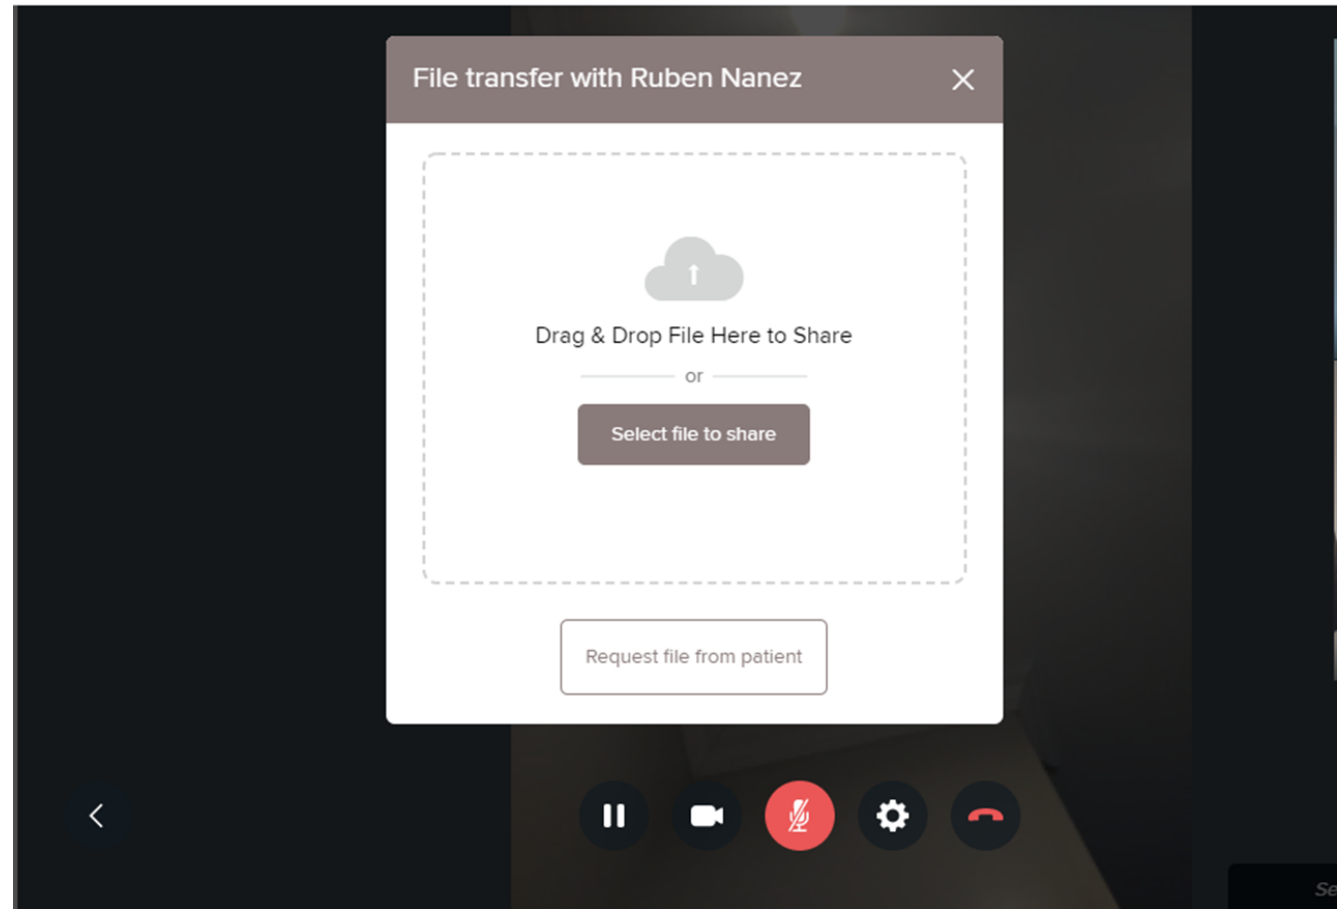 File transfer with Ruben Nanez
Drag & Drop File Here to Share
or
Select file to share
Request file from patient